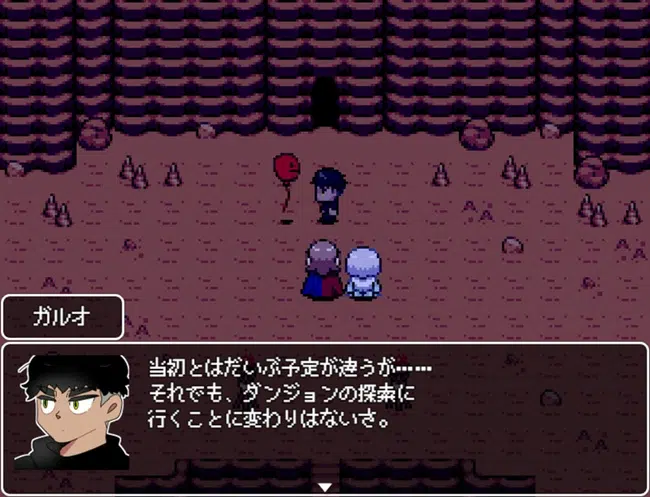 ガルオ
当初とはだいぶ予定が違うが……
それでも、ダンジョンの探索に
行くことに変わりはないさ。